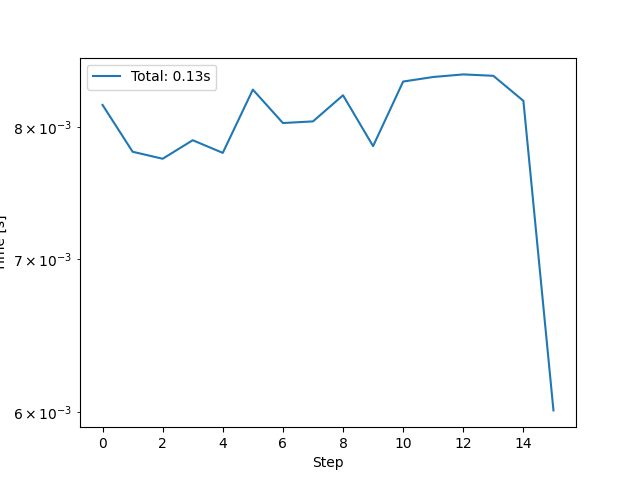 Total: 0.13s
8 × 10⁻³
7 × 10⁻³
6 × 10⁻³
[s]
0 2 4 6 8 10 12 14
Step